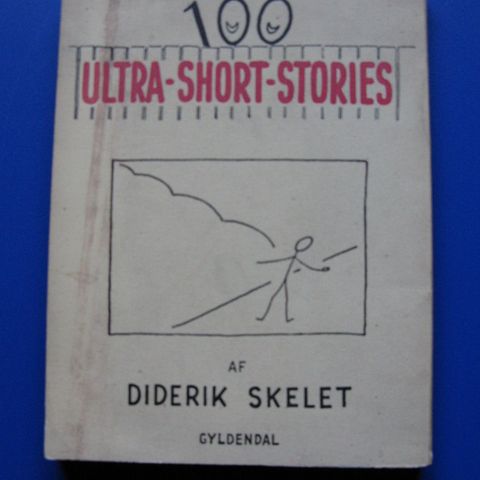 100
ULTRA-SHORT-STORIES
AF
DIDERIK SKELET
GYLDENDAL